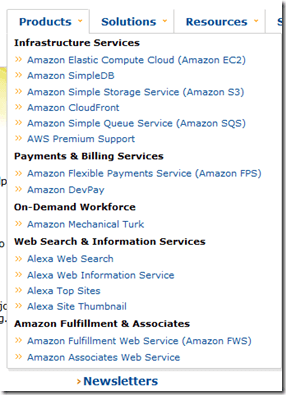 Products Solutions Resources
Infrastructure Services
Amazon Elastic Compute Cloud (Amazon EC2)
Amazon SimpleDB
Amazon Simple Storage Service (Amazon S3)
Amazon CloudFront
Amazon Simple Queue Service (Amazon SQS)
AWS Premium Support
Payments & Billing Services
Amazon Flexible Payments Service (Amazon FPS)
Amazon DevPay
On-Demand Workforce
Amazon Mechanical Turk
Web Search & Information Services
Alexa Web Search
Alexa Web Information Service
Alexa Top Sites
Alexa Site Thumbnail
Amazon Fulfillment & Associates
Amazon Fulfillment Web Service (Amazon FWS)
Amazon Associates Web Service
Newsletters